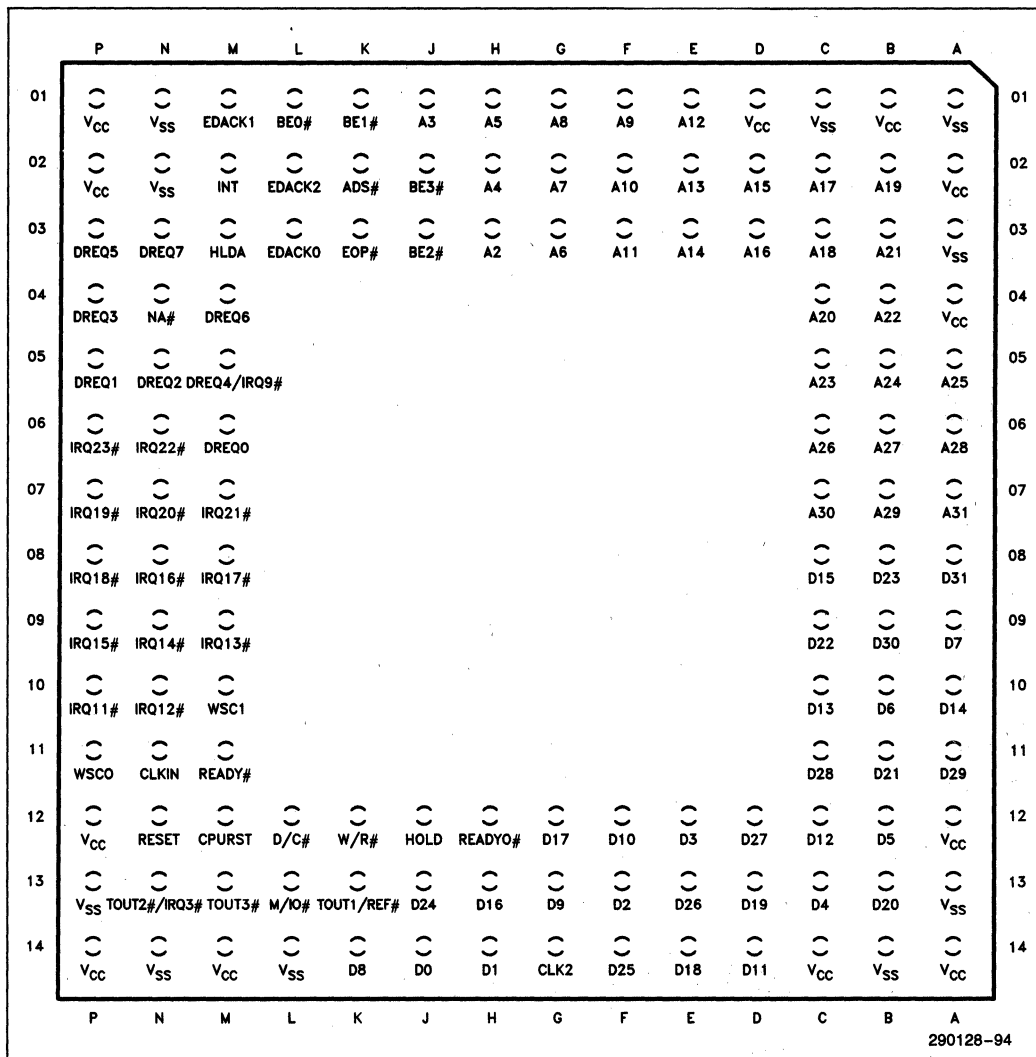 P N M L K J H G F E D C B A
01 01
VCC VSS EDACK1 BE0# BE1# A3 A5 A8 A9 A12 VCC VSS VCC VSS
02 02
VCC VSS INT EDACK2 ADS# BE3# A4 A7 A10 A13 A15 A17 A19 VCC
03 03
DREQ5 DREQ7 HLDA EDACK0 EOP# BE2# A2 A6 A11 A14 A16 A18 A21 VSS
04 04
DREQ3 NA# DREQ6 A20 A22 VCC
05 05
DREQ1 DREQ2 DREQ4/IRQ9# A23 A24 A25
06 06
IRQ23# IRQ22# DREQ0 A26 A27 A28
07 07
IRQ19# IRQ20# IRQ21# A30 A29 A31
08 08
IRQ18# IRQ16# IRQ17# D15 D23 D31
09 09
IRQ15# IRQ14# IRQ13# D22 D30 D7
10 10
IRQ11# IRQ12# WSC1 D13 D6 D14
11 11
WSC0 CLKIN READY# D28 D21 D29
12 12
VCC RESET CPURST D/C# W/R# HOLD READYO# D17 D10 D3 D27 D12 D5 VCC
13 13
VSS TOUT2#/IRQ3# TOUT3# M/IO# TOUT1/REF# D24 D16 D9 D2 D26 D19 D4 D20 VSS
14 14
VCC VSS VCC VSS D8 D0 D1 CLK2 D25 D18 D11 VCC VSS VCC
P N M L K J H G F E D C B A
290128-94